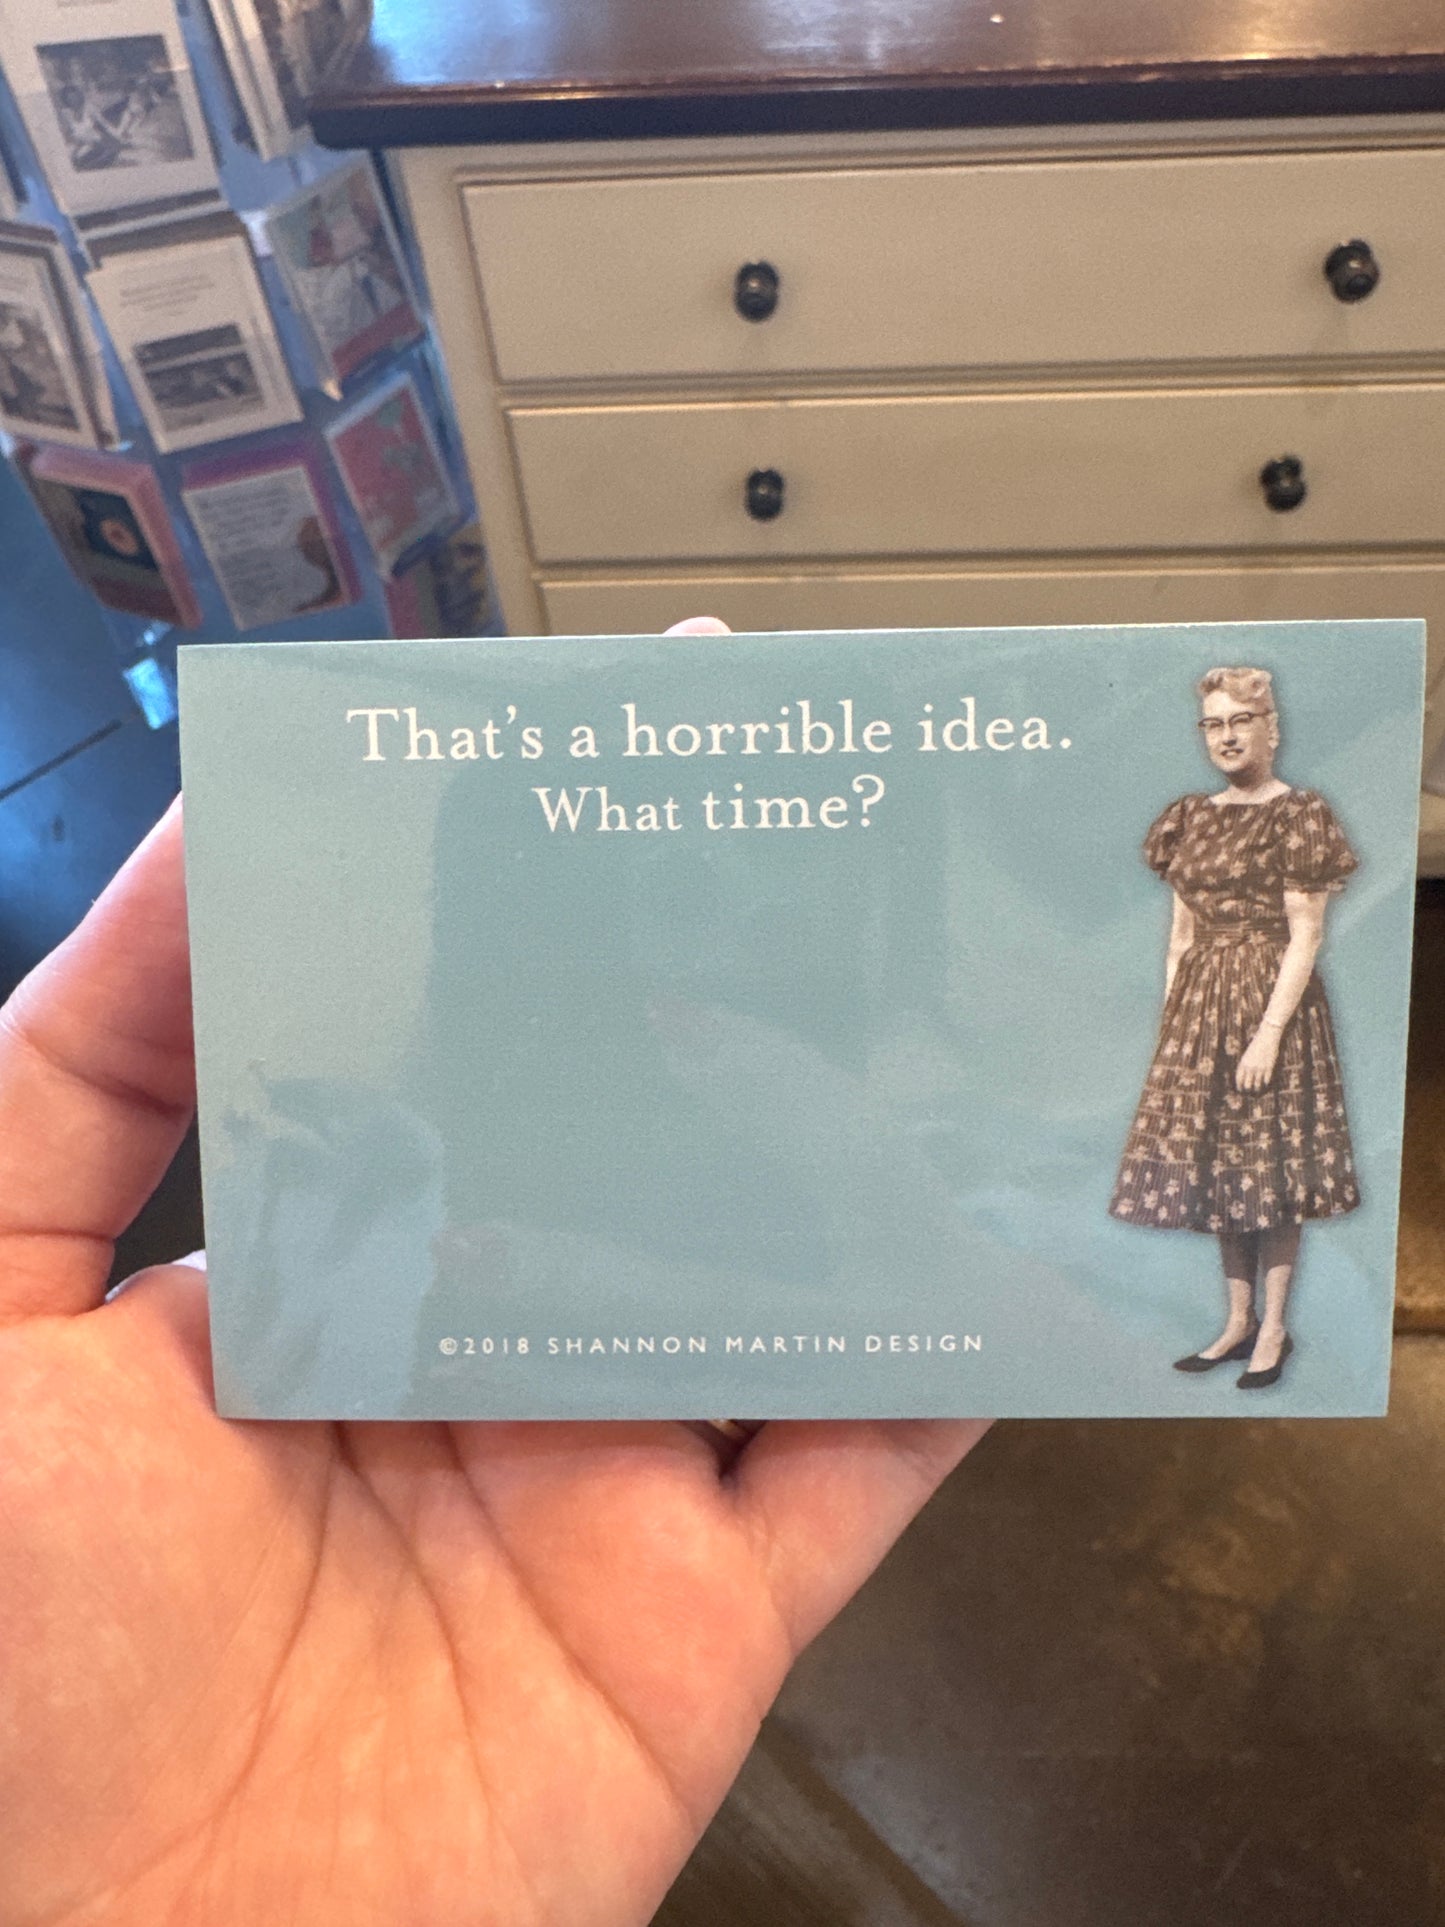 That's a horrible idea.
What time?
©2018 SHANNON MARTIN DESIGN